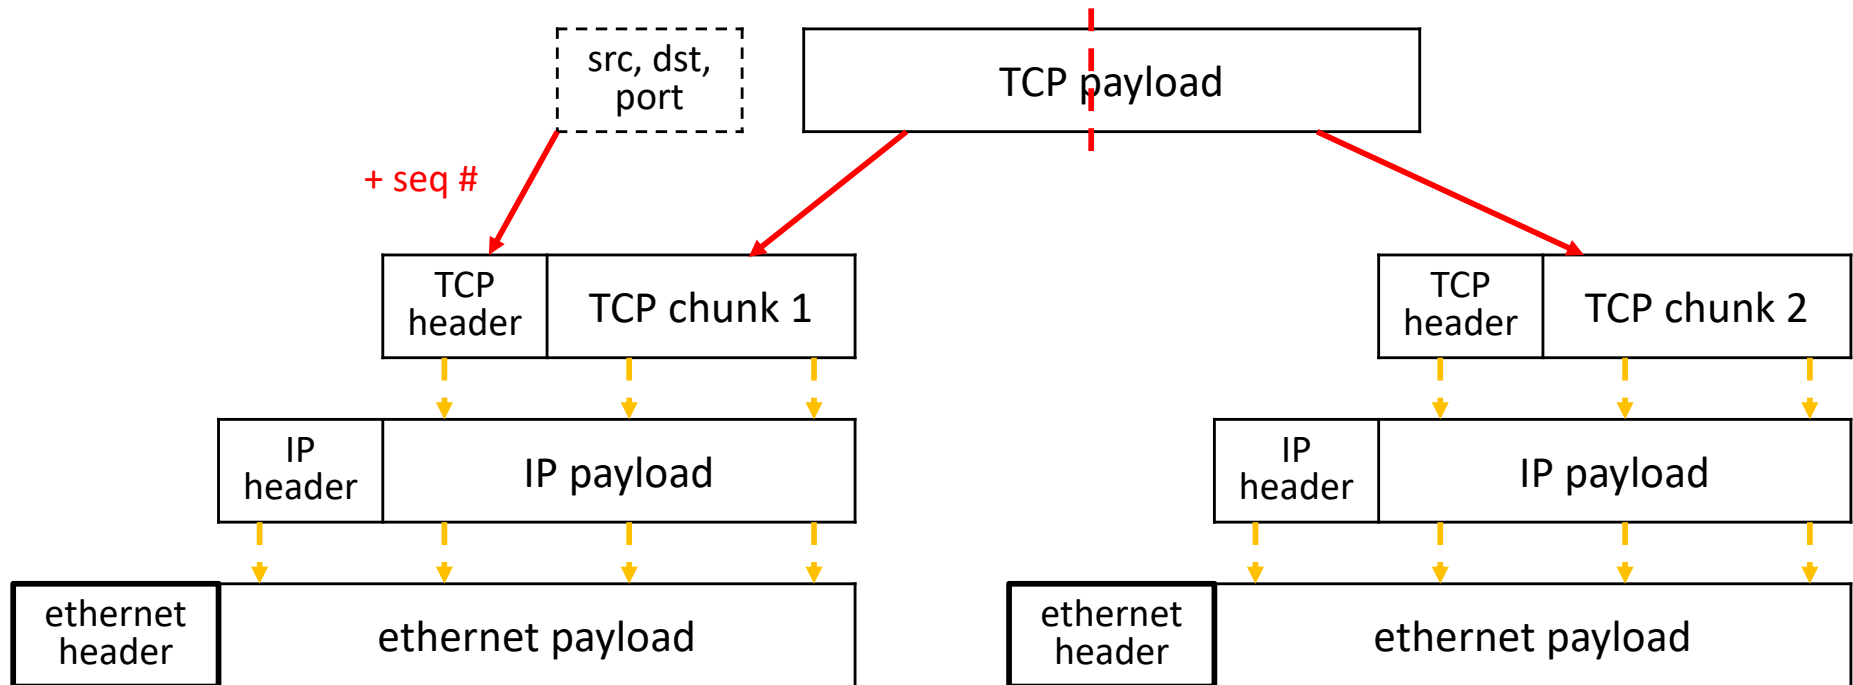 src, dst,
port
TCP payload
+ seq #
TCP
header
TCP chunk 1
TCP
header
TCP chunk 2
IP
header
IP payload
IP
header
IP payload
ethernet
header
ethernet payload
ethernet
header
ethernet payload